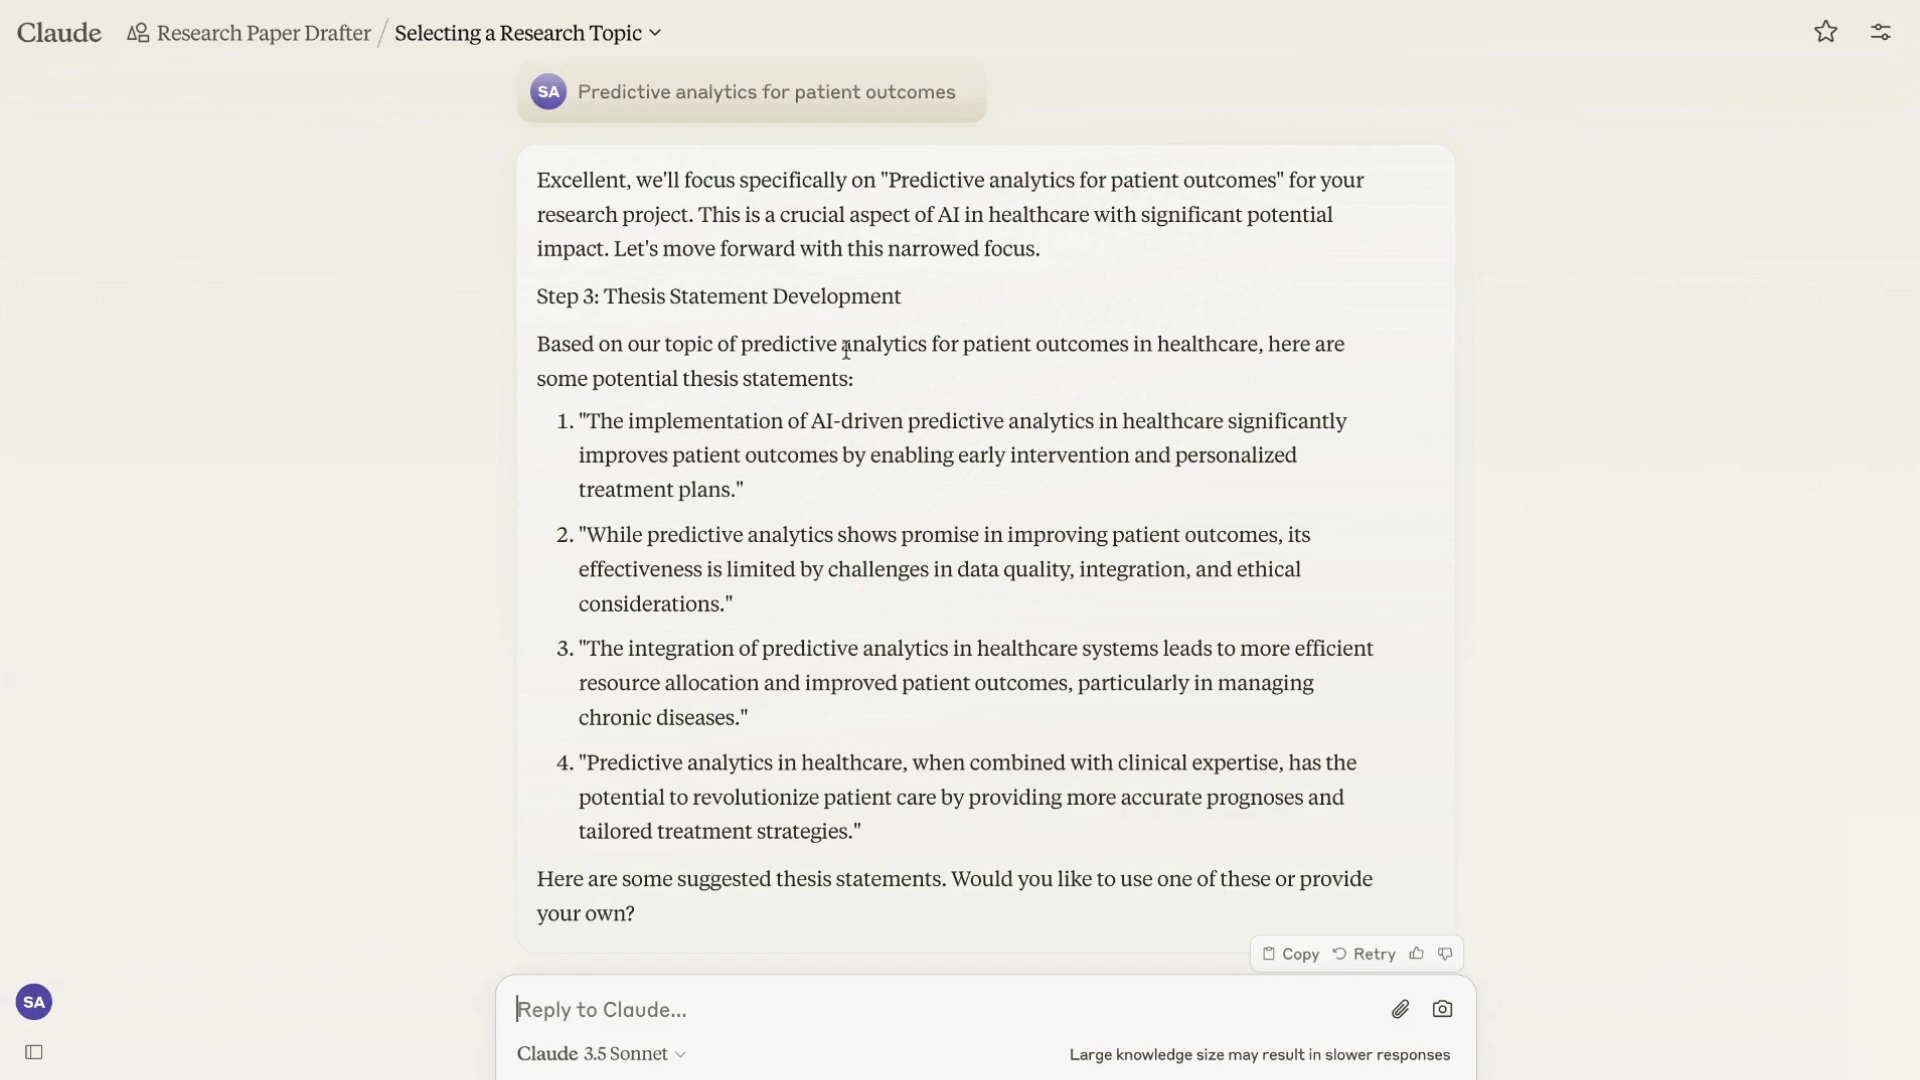 Claude Research Paper Drafter / Selecting a Research Topic
SA Predictive analytics for patient outcomes
Excellent, we'll focus specifically on "Predictive analytics for patient outcomes" for your
research project. This is a crucial aspect of AI in healthcare with significant potential
impact. Let's move forward with this narrowed focus.
Step 3: Thesis Statement Development
Based on our topic of predictive analytics for patient outcomes in healthcare, here are
some potential thesis statements:
1. "The implementation of AI-driven predictive analytics in healthcare significantly
improves patient outcomes by enabling early intervention and personalized
treatment plans."
2. "While predictive analytics shows promise in improving patient outcomes, its
effectiveness is limited by challenges in data quality, integration, and ethical
considerations."
3. "The integration of predictive analytics in healthcare systems leads to more efficient
resource allocation and improved patient outcomes, particularly in managing
chronic diseases."
4. "Predictive analytics in healthcare, when combined with clinical expertise, has the
potential to revolutionize patient care by providing more accurate prognoses and
tailored treatment strategies."
Here are some suggested thesis statements. Would you like to use one of these or provide
your own?
Copy Retry
SA
Reply to Claude...
Claude 3.5 Sonnet
Large knowledge size may result in slower responses